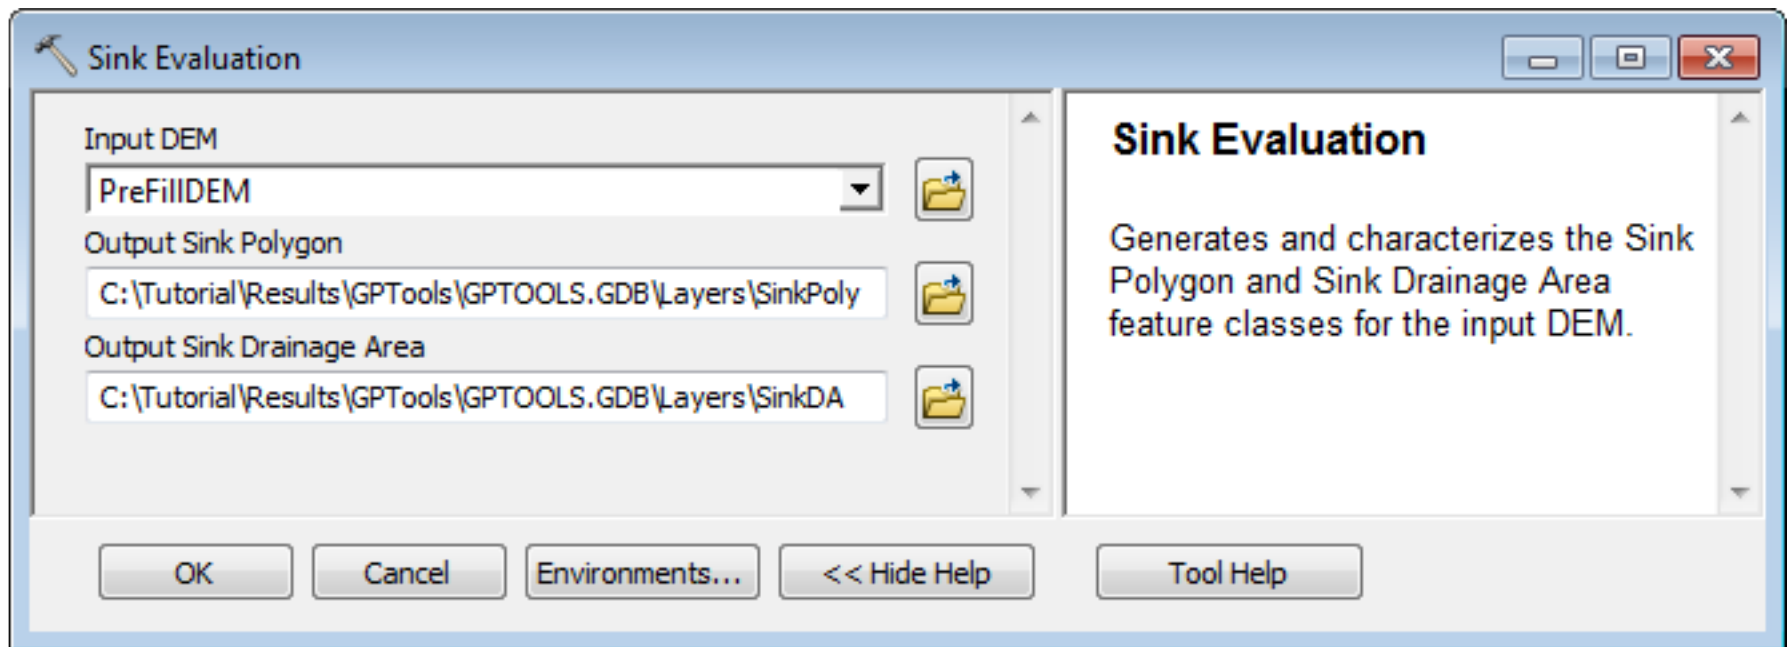 Sink Evaluation
Input DEM
PreFillDEM
Output Sink Polygon
C:\Tutorial\Results\GPTools\GPTOOLS.GDB\Layers\SinkPoly
Output Sink Drainage Area
C:\Tutorial\Results\GPTools\GPTOOLS.GDB\Layers\SinkDA
Sink Evaluation
Generates and characterizes the Sink
Polygon and Sink Drainage Area
feature classes for the input DEM.
OK
Cancel
Environments...
<< Hide Help
Tool Help